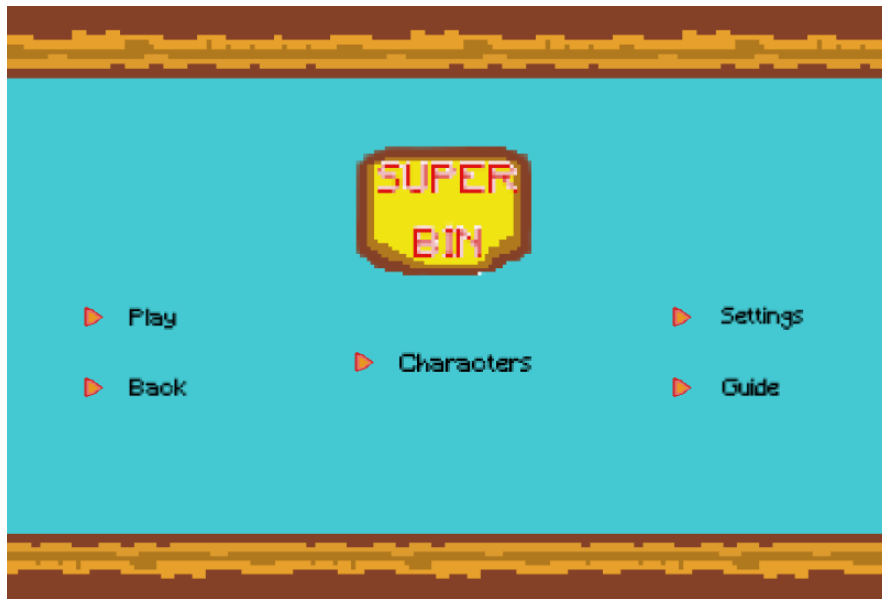 SUPER
BIN
Play
Settings
Characters
Back
Guide